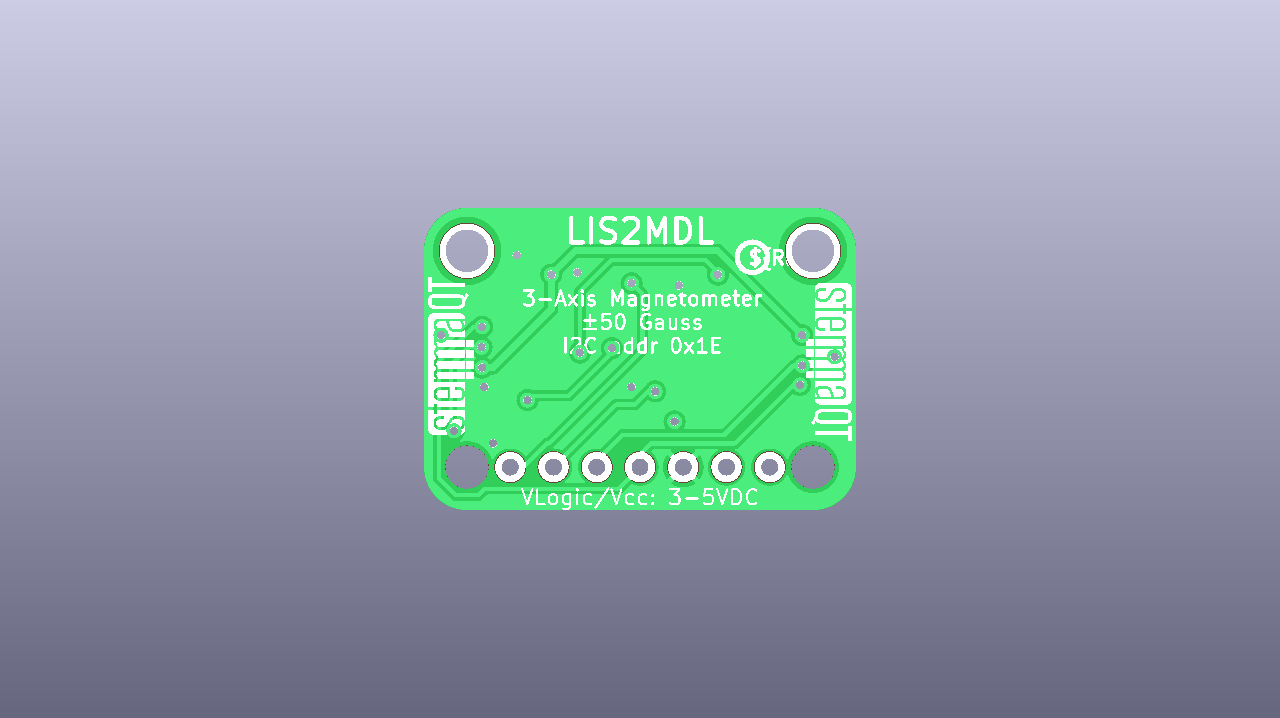 LIS2MDL
3-Axis Magnetometer
±50 Gauss
I2C addr 0x1E
stemmaQT
stemmaQT
VLogic/Vcc: 3-5VDC